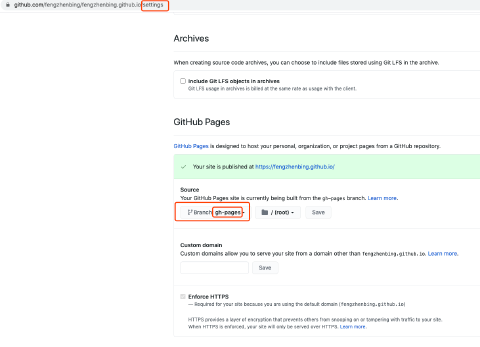 github.com/fengzhenbing/fengzhenbing.github.io/settings
Archives
When creating source code archives, you can choose to include files stored using Git LFS in the archive.
Include Git LFS objects in archives
Git LFS usage in archives is billed at the same rate as usage with the client.
GitHub Pages
GitHub Pages is designed to host your personal, organization, or project pages from a GitHub repository.
Your site is published at https://fengzhenbing.github.io/
Source
Your GitHub Pages site is currently being built from the gh-pages branch. Learn more.
Branch: gh-pages
/ (root)
Save
Custom domain
Custom domains allow you to serve your site from a domain other than fengzhenbing.github.io. Learn more.
Save
Enforce HTTPS
— Required for your site because you are using the default domain (fengzhenbing.github.io)
HTTPS provides a layer of encryption that prevents others from snooping on or tampering with traffic to your site.
When HTTPS is enforced, your site will only be served over HTTPS. Learn more.